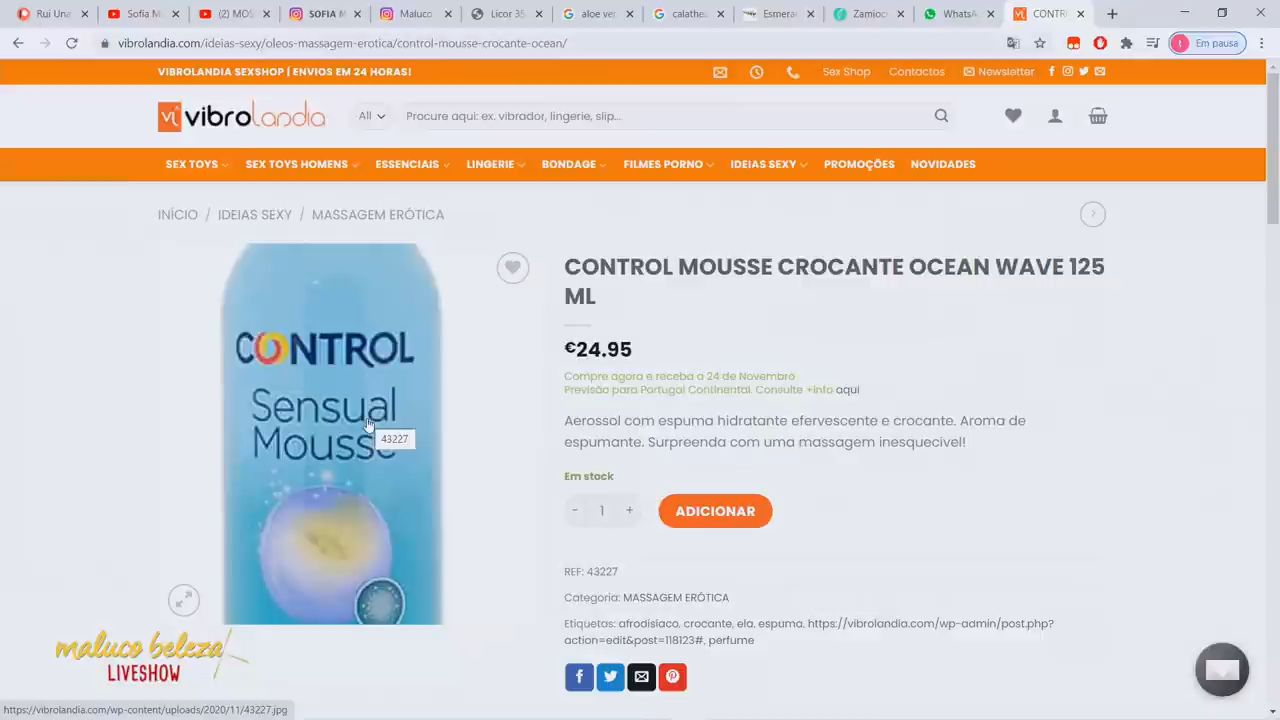 Rui Una
Sofia M
(2) MOS
SOFIA M
Maluco
Licor 35
aloe ver
calathea
Esmera
Zamioc
WhatsA
CONTR
vibrolandia.com/ideias-sexy/oleos-massagem-erotica/control-mousse-crocante-ocean/
Em pausa
VIBROLANDIA SEXSHOP | ENVIOS EM 24 HORAS!
Sex Shop
Contactos
Newsletter
vibrolandia
All
Procure aqui: ex. vibrador, lingerie, slip...
SEX TOYS
SEX TOYS HOMENS
ESSENCIAIS
LINGERIE
BONDAGE
FILMES PORNO
IDEIAS SEXY
PROMOÇÕES
NOVIDADES
INÍCIO / IDEIAS SEXY / MASSAGEM ERÓTICA
CONTROL
Sensual
Mousse
43227
CONTROL MOUSSE CROCANTE OCEAN WAVE 125
ML
€24.95
Compre agora e receba a 24 de Novembro
Previsão para Portugal Continental. Consulte +info aqui
Aerossol com espuma hidratante efervescente e crocante. Aroma de
espumante. Surpreenda com uma massagem inesquecível!
Em stock
- 1 +
ADICIONAR
REF: 43227
Categoria: MASSAGEM ERÓTICA
Etiquetas: afrodisíaco, crocante, ela, espuma, https://vibrolandia.com/wp-admin/post.php?
action=edit&post=118123#, perfume
maluco beleza
LIVESHOW
https://vibrolandia.com/wp-content/uploads/2020/11/43227.jpg